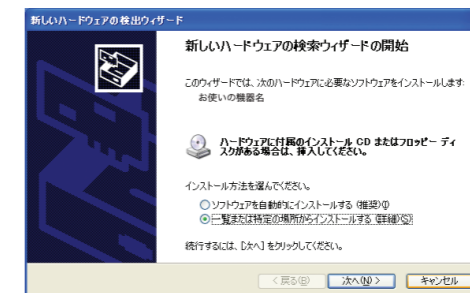 新しいハードウェアの検出ウィザード
新しいハードウェアの検索ウィザードの開始
このウィザードでは、次のハードウェアに必要なソフトウェアをインストールします:
お使いの機器名
ハードウェアに付属のインストール CD またはフロッピー ディ
スクがある場合は、挿入してください。
インストール方法を選んでください。
ソフトウェアを自動的にインストールする (推奨)(I)
一覧または特定の場所からインストールする (詳細)(S)
続行するには、[次へ] をクリックしてください。
< 戻る(B) 次へ(N) > キャンセル